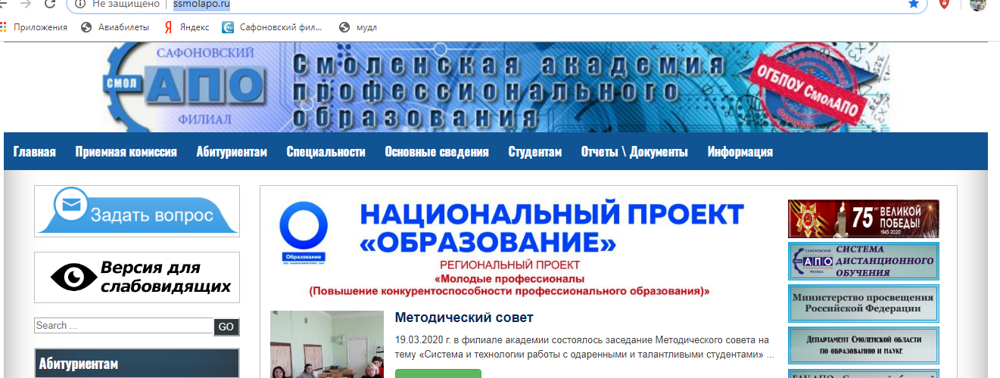 Не защищено | ssmolapo.ru
Приложения Авиабилеты Яндекс Сафоновский фил... мудл
САФОНОВСКИЙ
СМОЛ АПО
ФИЛИАЛ
Смоленская академия
профессионального
образования
САФОНОВСКИЙ
ОГБПОУ СмолАПО
ФИЛИАЛ
Главная Приемная комиссия Абитуриентам Специальности Основные сведения Студентам Отчеты \ Документы Информация
Задать вопрос
Версия для
слабовидящих
Search ... GO
Абитуриентам
НАЦИОНАЛЬНЫЙ ПРОЕКТ
«ОБРАЗОВАНИЕ»
Образование
РЕГИОНАЛЬНЫЙ ПРОЕКТ
«Молодые профессионалы
(Повышение конкурентоспособности профессионального образования)»
Методический совет
19.03.2020 г. в филиале академии состоялось заседание Методического совета на
тему «Система и технологии работы с одаренными и талантливыми студентами» ...
75 лет ВЕЛИКОЙ
ПОБЕДЫ!
1945-2020
САФОНОВСКИЙ
СМОЛ АПО
ФИЛИАЛ
СИСТЕМА
ДИСТАНЦИОННОГО
ОБУЧЕНИЯ
Министерство просвещения
Российской Федерации
Департамент Смоленской области
по образованию и науке